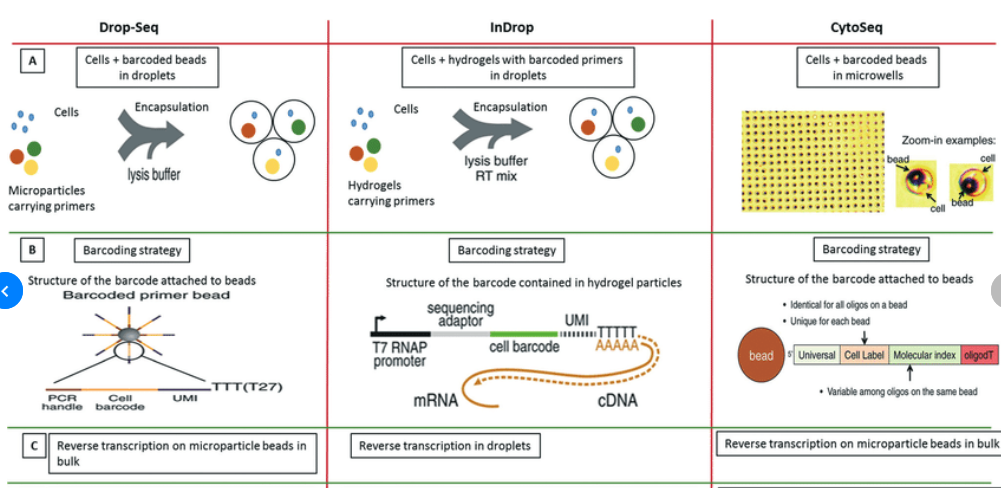 Drop-Seq
InDrop
CytoSeq
A
Cells + barcoded beads
in droplets
Cells
Encapsulation
lysis buffer
Microparticles
carrying primers
Cells + hydrogels with barcoded primers
in droplets
Cells
Encapsulation
lysis buffer
RT mix
Hydrogels
carrying primers
Cells + barcoded beads
in microwells
Zoom-in examples:
bead
cell
cell
bead
B
Barcoding strategy
Structure of the barcode attached to beads
Barcoded primer bead
TTT(T27)
PCR
handle
Cell
barcode
UMI
Barcoding strategy
Structure of the barcode contained in hydrogel particles
sequencing
adaptor
UMI
TTTTT
T7 RNAP
promoter
cell barcode
AAAAA
mRNA
cDNA
Barcoding strategy
Structure of the barcode attached to beads
• Identical for all oligos on a bead
• Unique for each bead
bead
5' Universal Cell Label Molecular index oligodT
• Variable among oligos on the same bead
C
Reverse transcription on microparticle beads in
bulk
Reverse transcription in droplets
Reverse transcription on microparticle beads in bulk